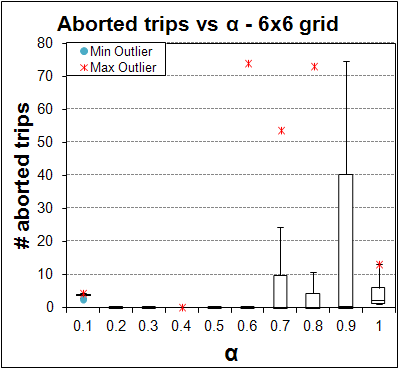 Aborted trips vs α - 6x6 grid
Min Outlier
Max Outlier
# aborted trips
80
70
60
50
40
30
20
10
0
0.1 0.2 0.3 0.4 0.5 0.6 0.7 0.8 0.9 1
α